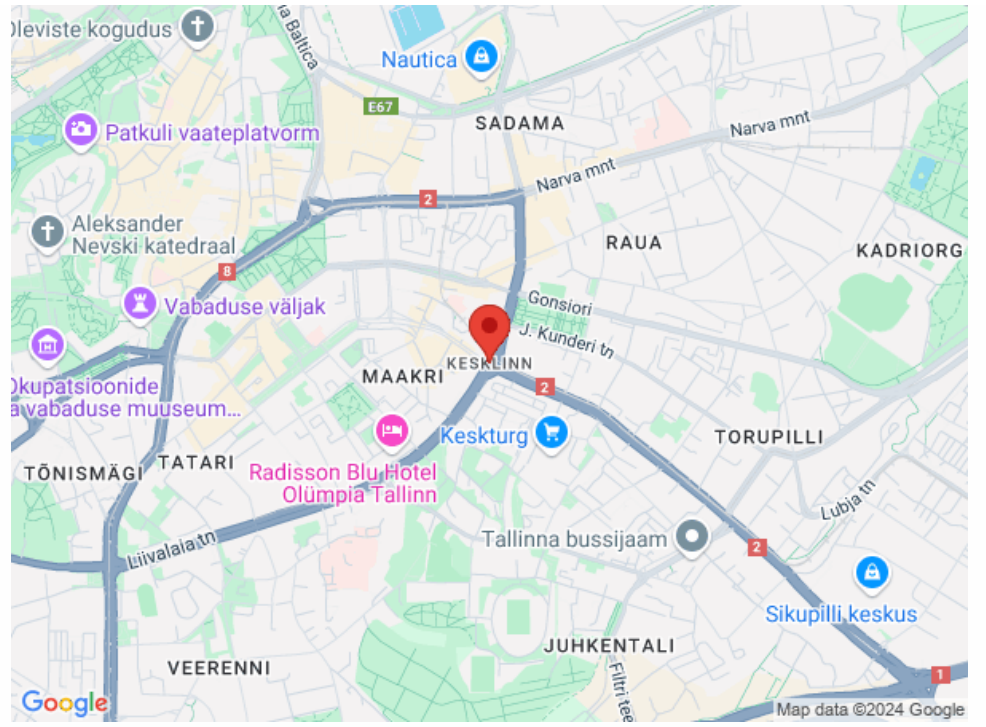 Oleviste kogudus
Baltica
Nautica
E67
SADAMA
Narva mnt
Patkuli vaateplatvorm
2
Narva mnt
Aleksander
Nevski katedraal
RAUA
KADRIORG
8
Vabaduse väljak
Gonsiori
J. Kunderi tn
KESKLINN
MAAKRI
2
Okupatsioonide
a vabaduse muuseum...
Keskturg
TORUPILLI
TÕNISMÄGI
TATARI
Radisson Blu Hotel
Olümpia Tallinn
Lubja tn
Liivalaia tn
Tallinna bussijaam
2
Sikupilli keskus
JUHKENTALI
VEERENNI
Filtri tee
1
Google
Map data ©2024 Google